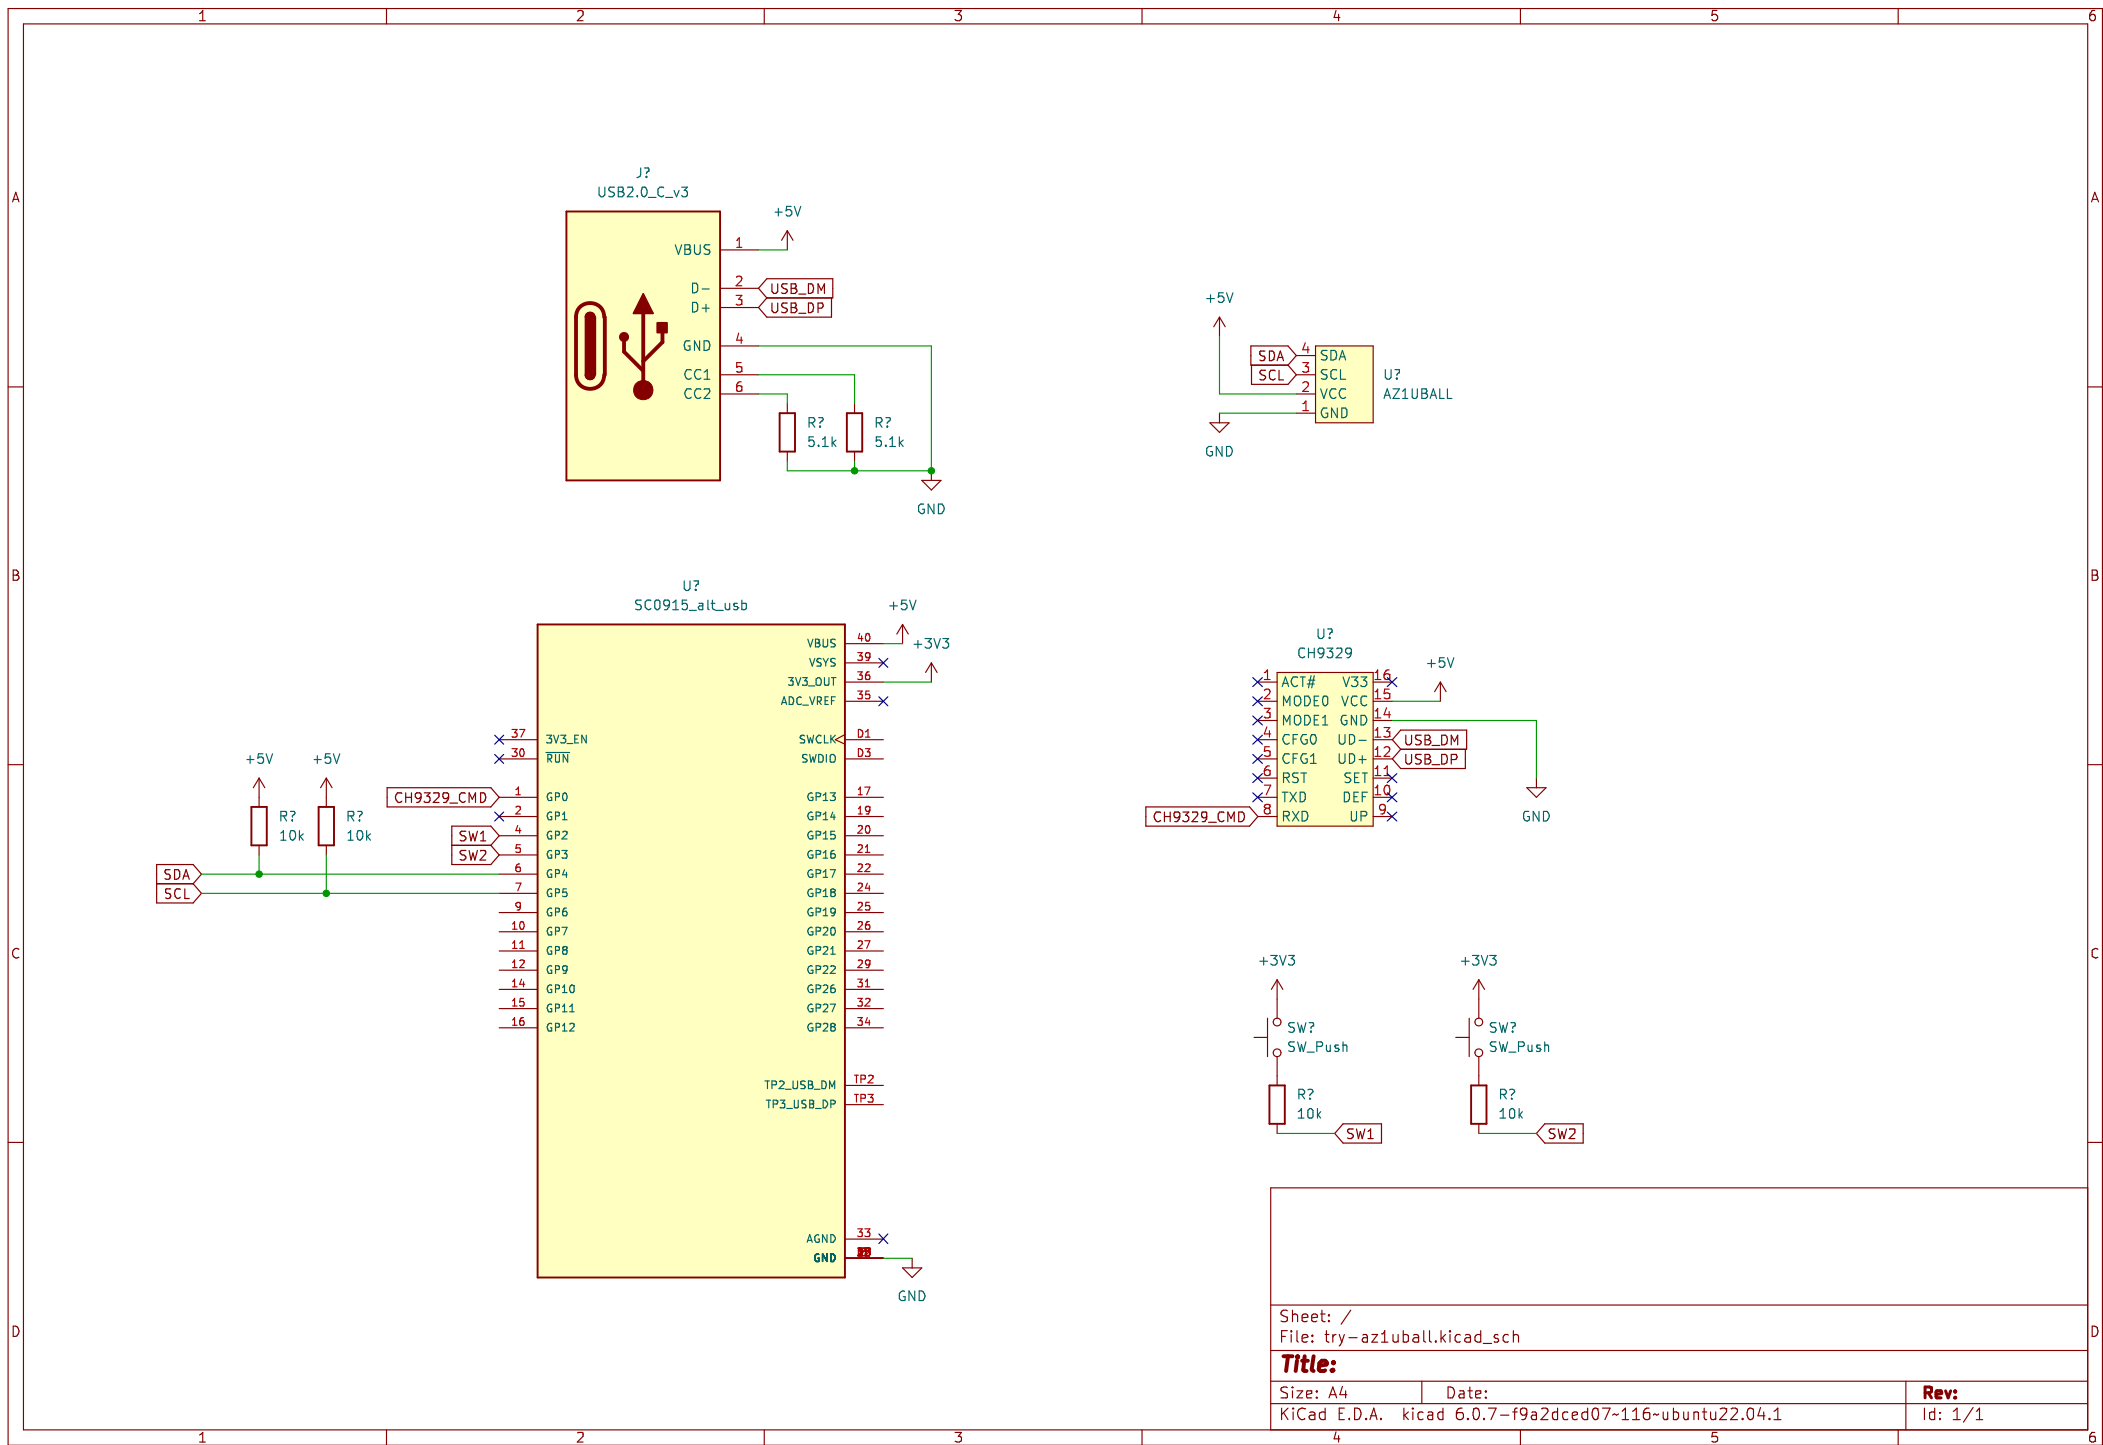 1 2 3 4 5 6
A A
B B
C C
D D
J?
USB2.0_C_v3
VBUS 1
+5V
D- 2 USB_DM
D+ 3 USB_DP
GND 4
CC1 5
CC2 6
R?
5.1k
R?
5.1k
GND
+5V
SDA 4 SDA
SCL 3 SCL
2 VCC
1 GND
U?
AZ1UBALL
GND
U?
SC0915_alt_usb
+5V
+3V3
VBUS 40
VSYS 39
3V3_OUT 36
ADC_VREF 35
37 3V3_EN
30 RUN
SWCLK D1
SWDIO D3
CH9329_CMD 1 GP0
2 GP1
SW1 4 GP2
SW2 5 GP3
SDA 6 GP4
SCL 7 GP5
9 GP6
10 GP7
11 GP8
12 GP9
14 GP10
15 GP11
16 GP12
+5V
+5V
R?
10k
R?
10k
GP13 17
GP14 19
GP15 20
GP16 21
GP17 22
GP18 24
GP19 25
GP20 26
GP21 27
GP22 29
GP26 31
GP27 32
GP28 34
TP2_USB_DM TP2
TP3_USB_DP TP3
AGND 33
GND
GND
U?
CH9329
+5V
1 ACT# V33 16
2 MODE0 VCC 15
3 MODE1 GND 14
4 CFG0 UD- 13 USB_DM
5 CFG1 UD+ 12 USB_DP
6 RST SET 11
7 TXD DEF 10
CH9329_CMD 8 RXD UP 9
GND
+3V3
SW?
SW_Push
R?
10k
SW1
+3V3
SW?
SW_Push
R?
10k
SW2
Sheet: /
File: try-az1uball.kicad_sch
Title:
Size: A4 Date: Rev:
KiCad E.D.A. kicad 6.0.7-f9a2dced07~116~ubuntu22.04.1 Id: 1/1
1 2 3 4 5 6